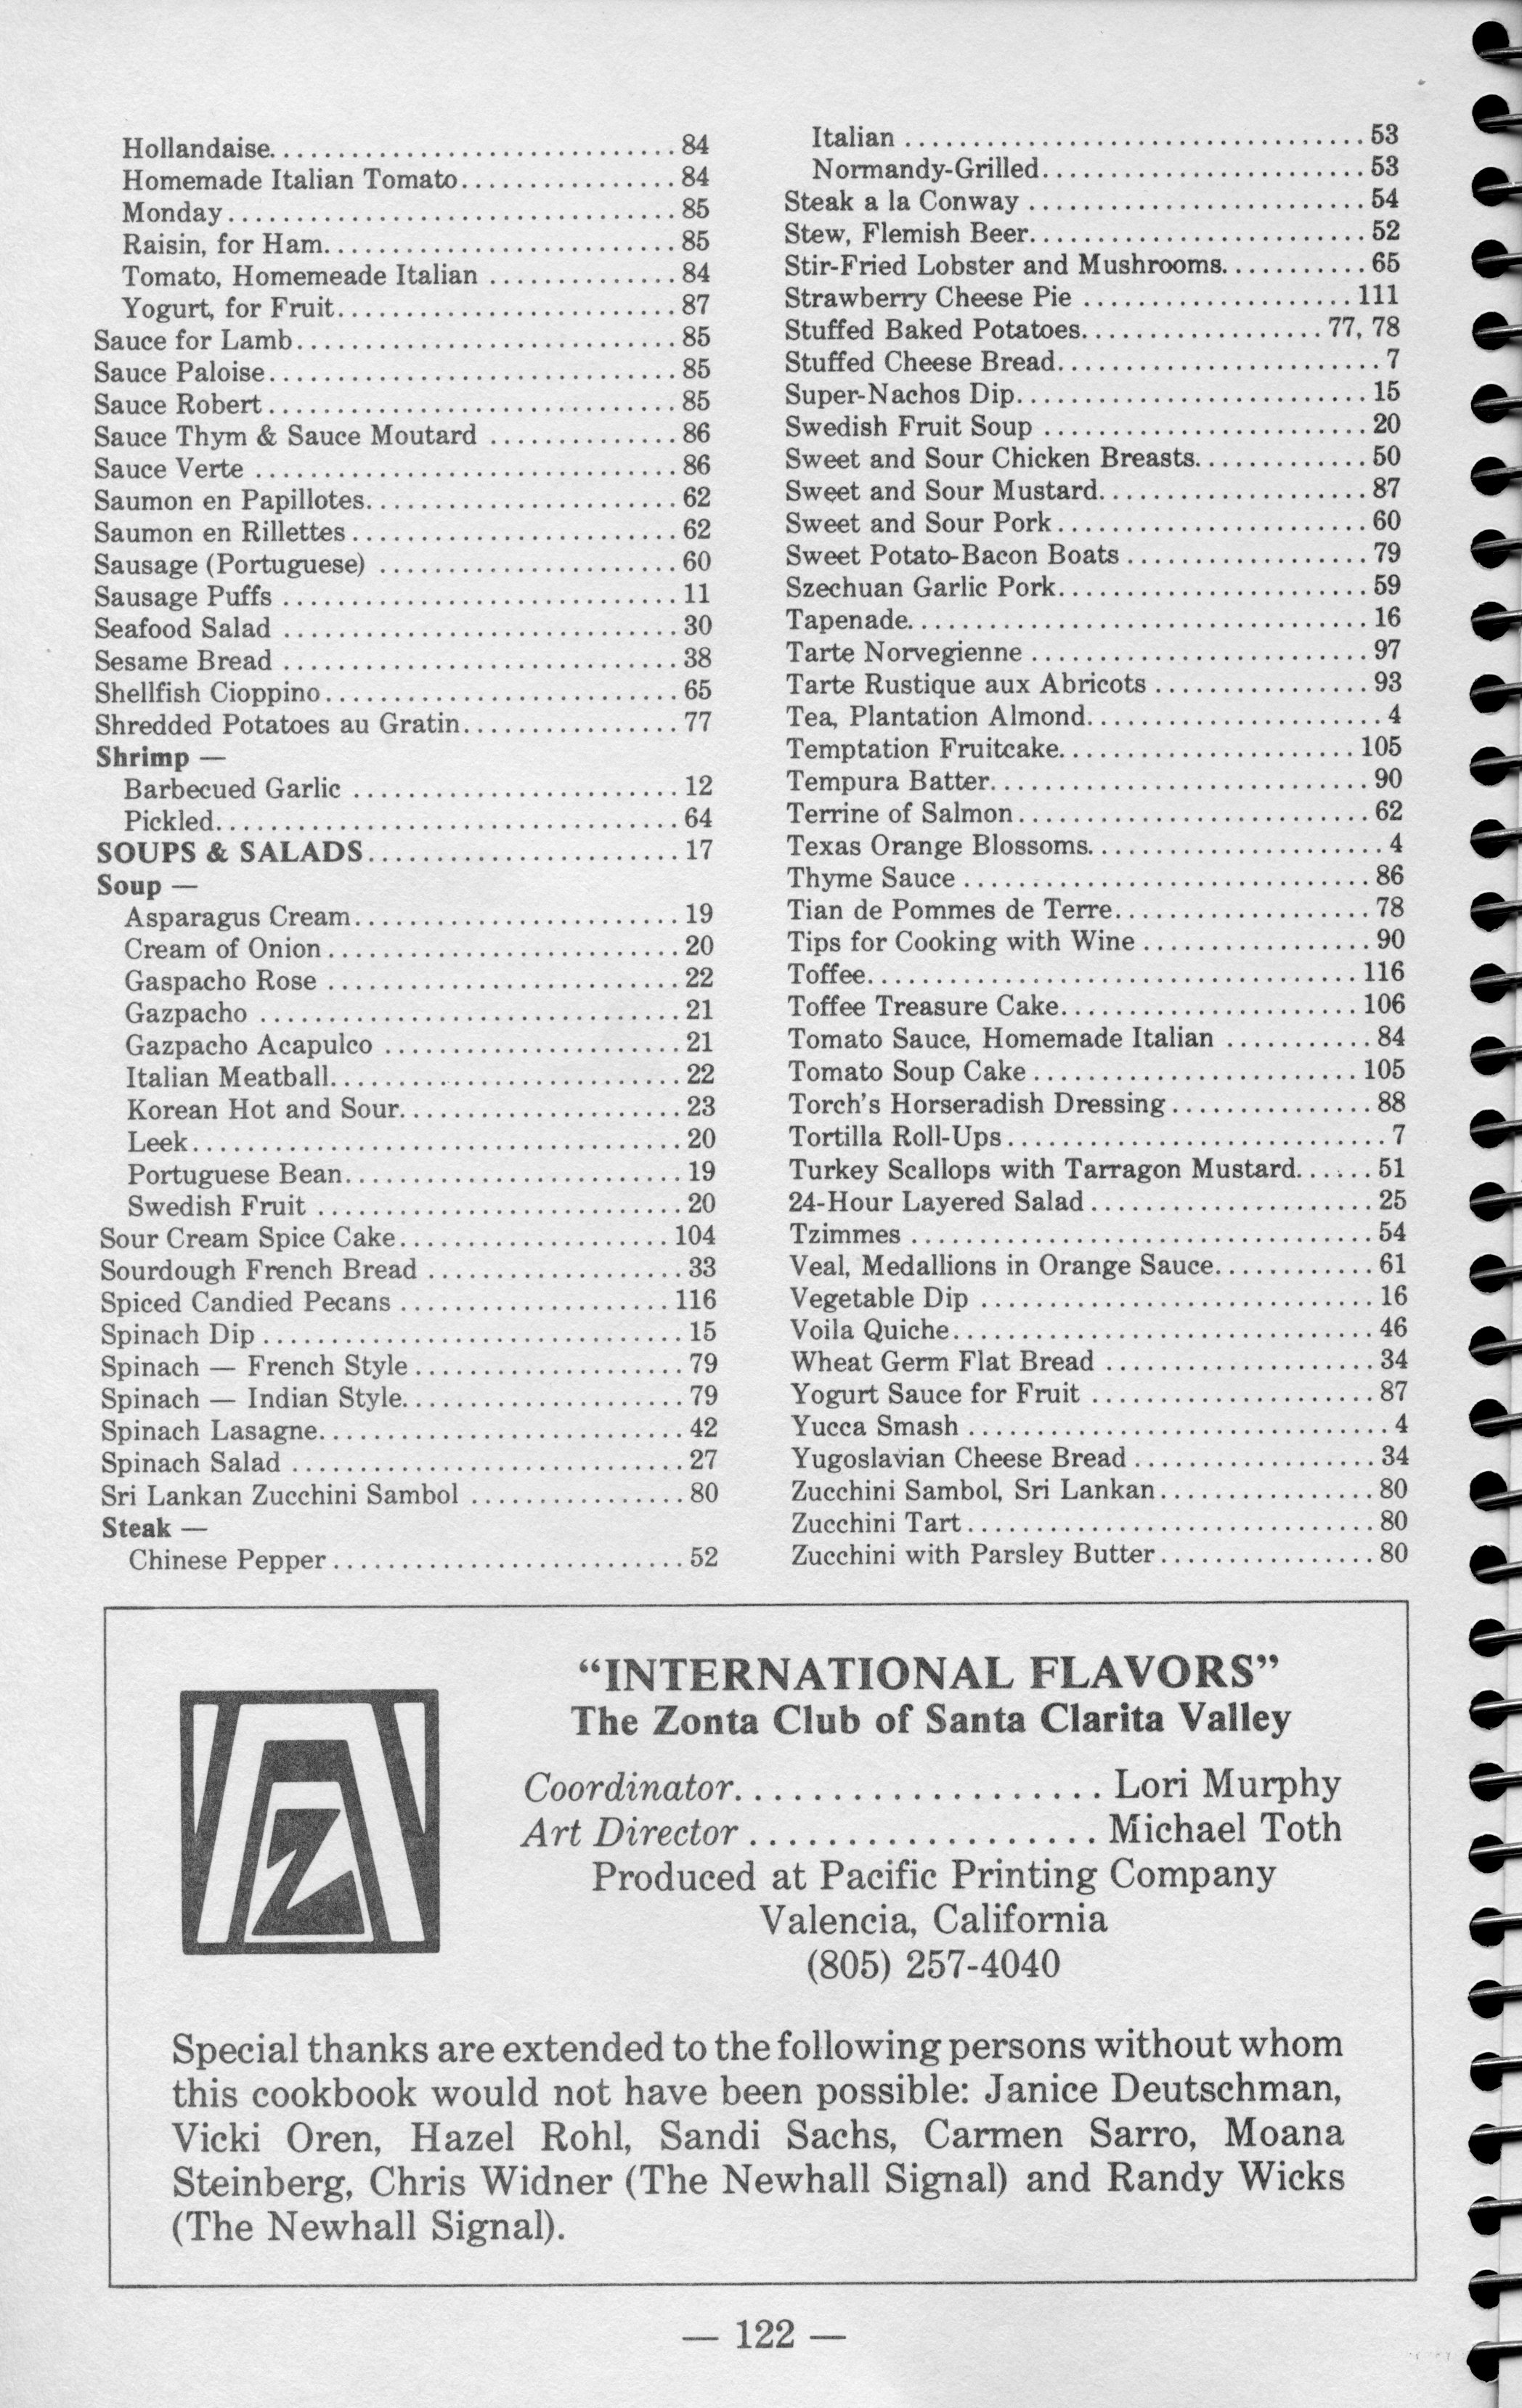 Hollandaise. . . . . . . . . . . . . . . . . . . . . . . . . . . . . . 84
Homemade Italian Tomato. . . . . . . . . . . . . . . . 84
Monday . . . . . . . . . . . . . . . . . . . . . . . . . . . . . . . . . 85
Raisin, for Ham. . . . . . . . . . . . . . . . . . . . . . . . . . 85
Tomato, Homemeade Italian . . . . . . . . . . . . . . 84
Yogurt, for Fruit. . . . . . . . . . . . . . . . . . . . . . . . . 87
Sauce for Lamb. . . . . . . . . . . . . . . . . . . . . . . . . . . . 85
Sauce Paloise. . . . . . . . . . . . . . . . . . . . . . . . . . . . . . 85
Sauce Robert . . . . . . . . . . . . . . . . . . . . . . . . . . . . . . 85
Sauce Thym & Sauce Moutard . . . . . . . . . . . . . . 86
Sauce Verte . . . . . . . . . . . . . . . . . . . . . . . . . . . . . . . 86
Saumon en Papillotes. . . . . . . . . . . . . . . . . . . . . . . 62
Saumon en Rillettes . . . . . . . . . . . . . . . . . . . . . . . . 62
Sausage (Portuguese) . . . . . . . . . . . . . . . . . . . . . . 60
Sausage Puffs . . . . . . . . . . . . . . . . . . . . . . . . . . . . . 11
Seafood Salad . . . . . . . . . . . . . . . . . . . . . . . . . . . . . 30
Sesame Bread . . . . . . . . . . . . . . . . . . . . . . . . . . . . . 38
Shellfish Cioppino . . . . . . . . . . . . . . . . . . . . . . . . . . 65
Shredded Potatoes au Gratin. . . . . . . . . . . . . . . . 77
Shrimp —
Barbecued Garlic . . . . . . . . . . . . . . . . . . . . . . . . 12
Pickled. . . . . . . . . . . . . . . . . . . . . . . . . . . . . . . . . . 64
SOUPS & SALADS . . . . . . . . . . . . . . . . . . . . . . . 17
Soup —
Asparagus Cream. . . . . . . . . . . . . . . . . . . . . . . . 19
Cream of Onion . . . . . . . . . . . . . . . . . . . . . . . . . . 20
Gaspacho Rose . . . . . . . . . . . . . . . . . . . . . . . . . . 22
Gazpacho . . . . . . . . . . . . . . . . . . . . . . . . . . . . . . . 21
Gazpacho Acapulco . . . . . . . . . . . . . . . . . . . . . . 21
Italian Meatball. . . . . . . . . . . . . . . . . . . . . . . . . . 22
Korean Hot and Sour. . . . . . . . . . . . . . . . . . . . . 23
Leek. . . . . . . . . . . . . . . . . . . . . . . . . . . . . . . . . . . . 20
Portuguese Bean. . . . . . . . . . . . . . . . . . . . . . . . . 19
Swedish Fruit . . . . . . . . . . . . . . . . . . . . . . . . . . . 20
Sour Cream Spice Cake. . . . . . . . . . . . . . . . . . . . 104
Sourdough French Bread . . . . . . . . . . . . . . . . . . . 33
Spiced Candied Pecans . . . . . . . . . . . . . . . . . . . . 116
Spinach Dip . . . . . . . . . . . . . . . . . . . . . . . . . . . . . . . 15
Spinach — French Style . . . . . . . . . . . . . . . . . . . . 79
Spinach — Indian Style. . . . . . . . . . . . . . . . . . . . . 79
Spinach Lasagne. . . . . . . . . . . . . . . . . . . . . . . . . . . 42
Spinach Salad . . . . . . . . . . . . . . . . . . . . . . . . . . . . . 27
Sri Lankan Zucchini Sambol . . . . . . . . . . . . . . . . 80
Steak —
Chinese Pepper . . . . . . . . . . . . . . . . . . . . . . . . . . 52
Italian . . . . . . . . . . . . . . . . . . . . . . . . . . . . . . . . . . 53
Normandy-Grilled. . . . . . . . . . . . . . . . . . . . . . . . 53
Steak a la Conway . . . . . . . . . . . . . . . . . . . . . . . . . 54
Stew, Flemish Beer. . . . . . . . . . . . . . . . . . . . . . . . . 52
Stir-Fried Lobster and Mushrooms. . . . . . . . . . . 65
Strawberry Cheese Pie . . . . . . . . . . . . . . . . . . . . 111
Stuffed Baked Potatoes. . . . . . . . . . . . . . . . . . 77, 78
Stuffed Cheese Bread. . . . . . . . . . . . . . . . . . . . . . . . 7
Super-Nachos Dip. . . . . . . . . . . . . . . . . . . . . . . . . . 15
Swedish Fruit Soup . . . . . . . . . . . . . . . . . . . . . . . . 20
Sweet and Sour Chicken Breasts. . . . . . . . . . . . . 50
Sweet and Sour Mustard. . . . . . . . . . . . . . . . . . . . 87
Sweet and Sour Pork . . . . . . . . . . . . . . . . . . . . . . . 60
Sweet Potato-Bacon Boats . . . . . . . . . . . . . . . . . . 79
Szechuan Garlic Pork. . . . . . . . . . . . . . . . . . . . . . . 59
Tapenade. . . . . . . . . . . . . . . . . . . . . . . . . . . . . . . . . . 16
Tarte Norvegienne . . . . . . . . . . . . . . . . . . . . . . . . . 97
Tarte Rustique aux Abricots . . . . . . . . . . . . . . . . 93
Tea, Plantation Almond. . . . . . . . . . . . . . . . . . . . . . 4
Temptation Fruitcake. . . . . . . . . . . . . . . . . . . . . . 105
Tempura Batter. . . . . . . . . . . . . . . . . . . . . . . . . . . . 90
Terrine of Salmon . . . . . . . . . . . . . . . . . . . . . . . . . . 62
Texas Orange Blossoms. . . . . . . . . . . . . . . . . . . . . . 4
Thyme Sauce . . . . . . . . . . . . . . . . . . . . . . . . . . . . . . 86
Tian de Pommes de Terre. . . . . . . . . . . . . . . . . . . 78
Tips for Cooking with Wine . . . . . . . . . . . . . . . . . 90
Toffee. . . . . . . . . . . . . . . . . . . . . . . . . . . . . . . . . . . . 116
Toffee Treasure Cake. . . . . . . . . . . . . . . . . . . . . . 106
Tomato Sauce, Homemade Italian . . . . . . . . . . . 84
Tomato Soup Cake . . . . . . . . . . . . . . . . . . . . . . . . 105
Torch's Horseradish Dressing . . . . . . . . . . . . . . . 88
Tortilla Roll-Ups . . . . . . . . . . . . . . . . . . . . . . . . . . . . 7
Turkey Scallops with Tarragon Mustard. . . . . . 51
24-Hour Layered Salad . . . . . . . . . . . . . . . . . . . . . 25
Tzimmes . . . . . . . . . . . . . . . . . . . . . . . . . . . . . . . . . . 54
Veal, Medallions in Orange Sauce. . . . . . . . . . . . 61
Vegetable Dip . . . . . . . . . . . . . . . . . . . . . . . . . . . . . 16
Voila Quiche. . . . . . . . . . . . . . . . . . . . . . . . . . . . . . . 46
Wheat Germ Flat Bread . . . . . . . . . . . . . . . . . . . . 34
Yogurt Sauce for Fruit . . . . . . . . . . . . . . . . . . . . . 87
Yucca Smash . . . . . . . . . . . . . . . . . . . . . . . . . . . . . . . 4
Yugoslavian Cheese Bread . . . . . . . . . . . . . . . . . . 34
Zucchini Sambol, Sri Lankan . . . . . . . . . . . . . . . . 80
Zucchini Tart . . . . . . . . . . . . . . . . . . . . . . . . . . . . . . 80
Zucchini with Parsley Butter . . . . . . . . . . . . . . . . 80
“INTERNATIONAL FLAVORS”
The Zonta Club of Santa Clarita Valley
Coordinator. . . . . . . . . . . . . . . . . . . Lori Murphy
Art Director . . . . . . . . . . . . . . . . . . Michael Toth
Produced at Pacific Printing Company
Valencia, California
(805) 257-4040
Z
Special thanks are extended to the following persons without whom
this cookbook would not have been possible: Janice Deutschman,
Vicki Oren, Hazel Rohl, Sandi Sachs, Carmen Sarro, Moana
Steinberg, Chris Widner (The Newhall Signal) and Randy Wicks
(The Newhall Signal).
— 122 —